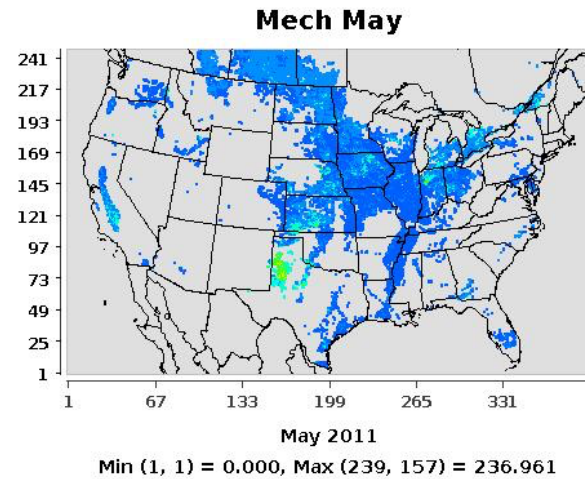 Mech May
241
217
193
169
145
121
97
73
49
25
1
1 67 133 199 265 331
May 2011
Min (1, 1) = 0.000, Max (239, 157) = 236.961